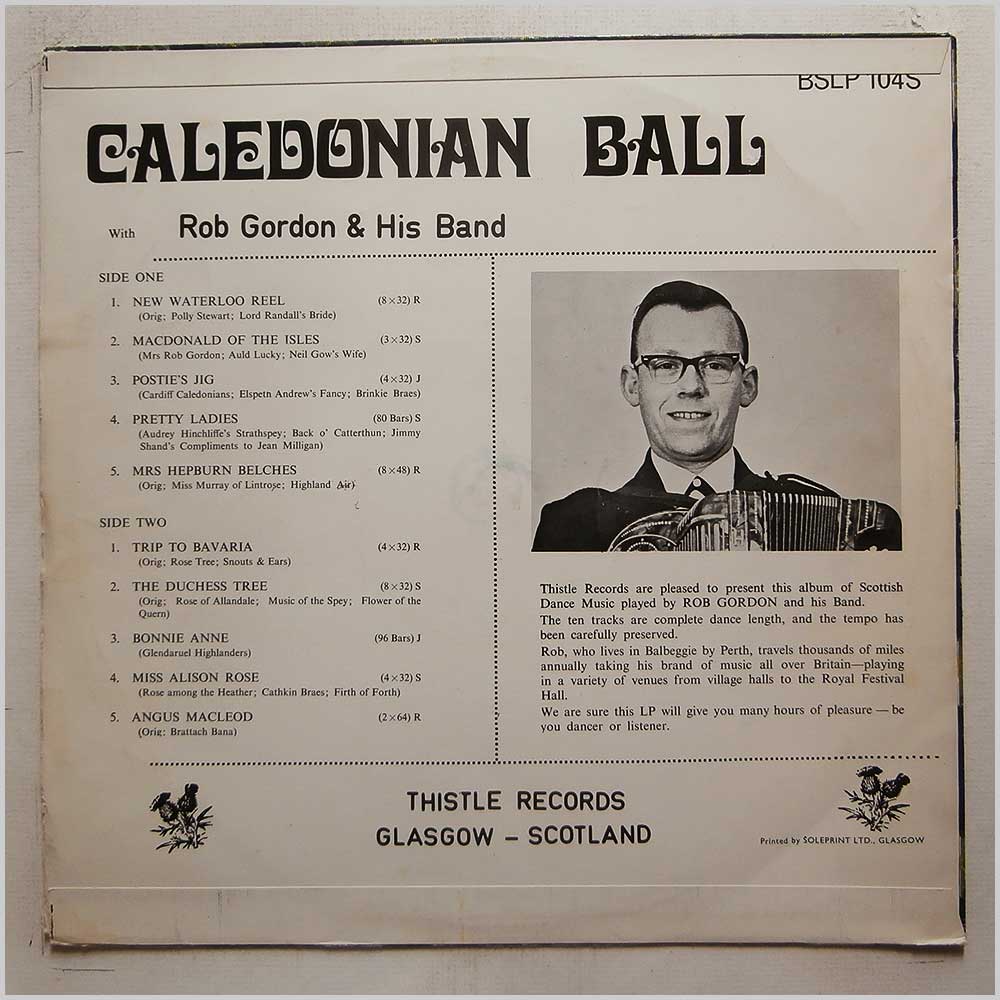 BSLP 104S
CALEDONIAN BALL
With Rob Gordon & His Band
SIDE ONE
1. NEW WATERLOO REEL (8×32) R
(Orig; Polly Stewart; Lord Randall's Bride)
2. MACDONALD OF THE ISLES (3×32) S
(Mrs Rob Gordon; Auld Lucky; Neil Gow's Wife)
3. POSTIE'S JIG (4×32) J
(Cardiff Caledonians; Elspeth Andrew's Fancy; Brinkie Braes)
4. PRETTY LADIES (80 Bars) S
(Audrey Hinchliffe's Strathspey; Back o' Catterthun; Jimmy
Shand's Compliments to Jean Milligan)
5. MRS HEPBURN BELCHES (8×48) R
(Orig; Miss Murray of Lintrose; Highland Air)
SIDE TWO
1. TRIP TO BAVARIA (4×32) R
(Orig; Rose Tree; Snouts & Ears)
2. THE DUCHESS TREE (8×32) S
(Orig; Rose of Allandale; Music of the Spey; Flower of the
Quern)
3. BONNIE ANNE (96 Bars) J
(Glendaruel Highlanders)
4. MISS ALISON ROSE (4×32) S
(Rose among the Heather; Cathkin Braes; Firth of Forth)
5. ANGUS MACLEOD (2×64) R
(Orig; Brattach Bana)
Thistle Records are pleased to present this album of Scottish
Dance Music played by ROB GORDON and his Band.
The ten tracks are complete dance length, and the tempo has
been carefully preserved.
Rob, who lives in Balbeggie by Perth, travels thousands of miles
annually taking his brand of music all over Britain—playing
in a variety of venues from village halls to the Royal Festival
Hall.
We are sure this LP will give you many hours of pleasure — be
you dancer or listener.
THISTLE RECORDS
GLASGOW – SCOTLAND
Printed by SOLEPRINT LTD., GLASGOW